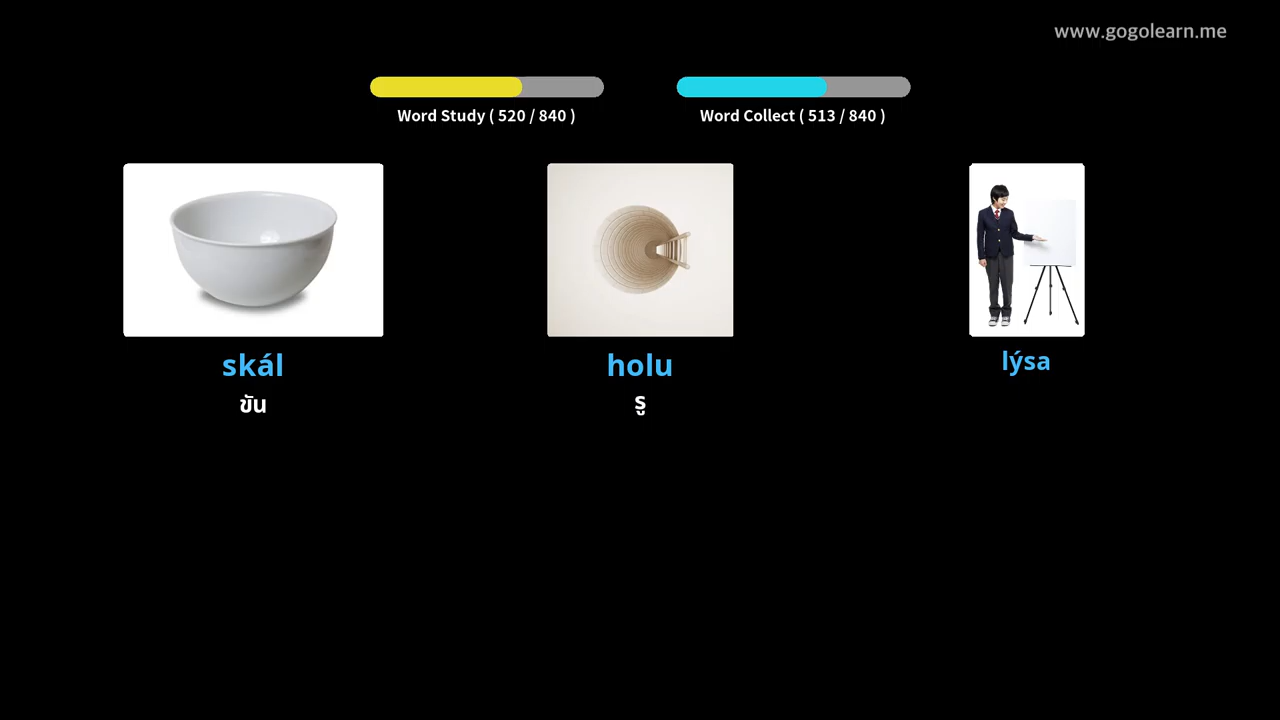 www.gogolearn.me
Word Study ( 520 / 840 )
Word Collect ( 513 / 840 )
skál
holu
lýsa
ขัน
รู